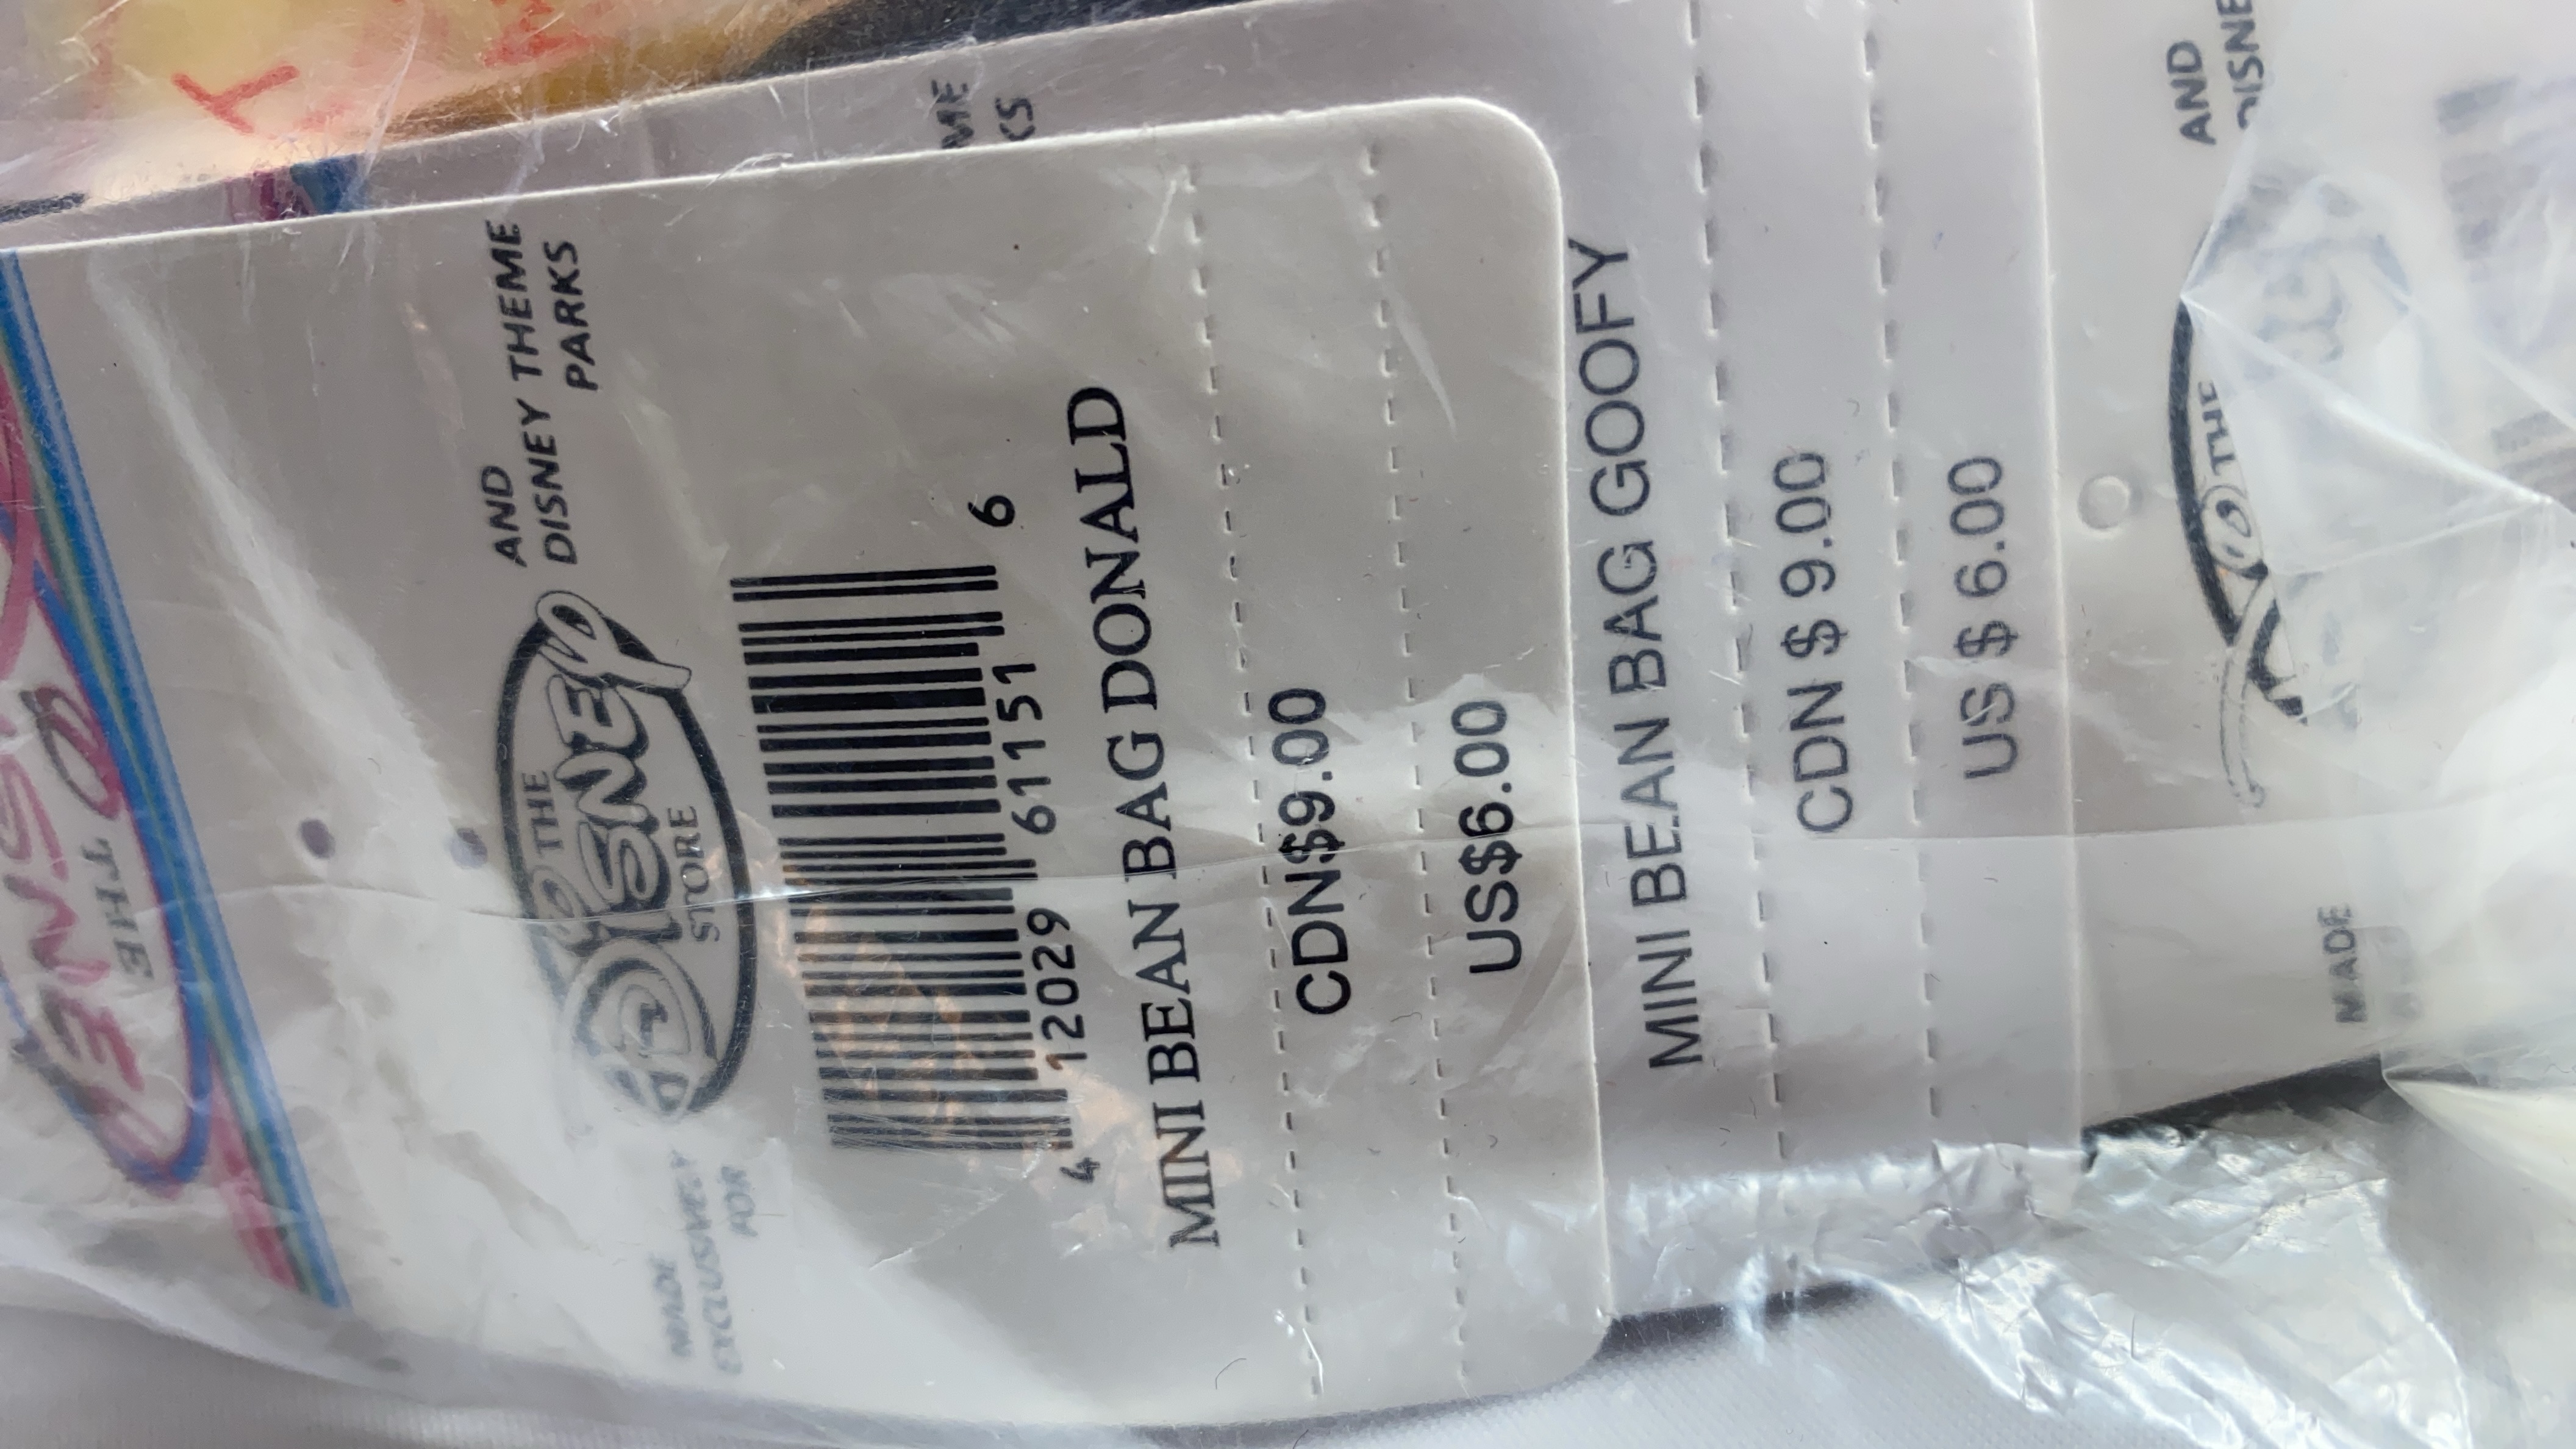 MADE
EXCLUSIVELY
FOR
THE
DISNEY
STORE
AND
DISNEY THEME
PARKS
4 12029 61151 6
MINI BEAN BAG DONALD
CDN$9.00
US$6.00
MINI BEAN BAG GOOFY
CDN $ 9.00
US $ 6.00
AND
MADE
THE
THE